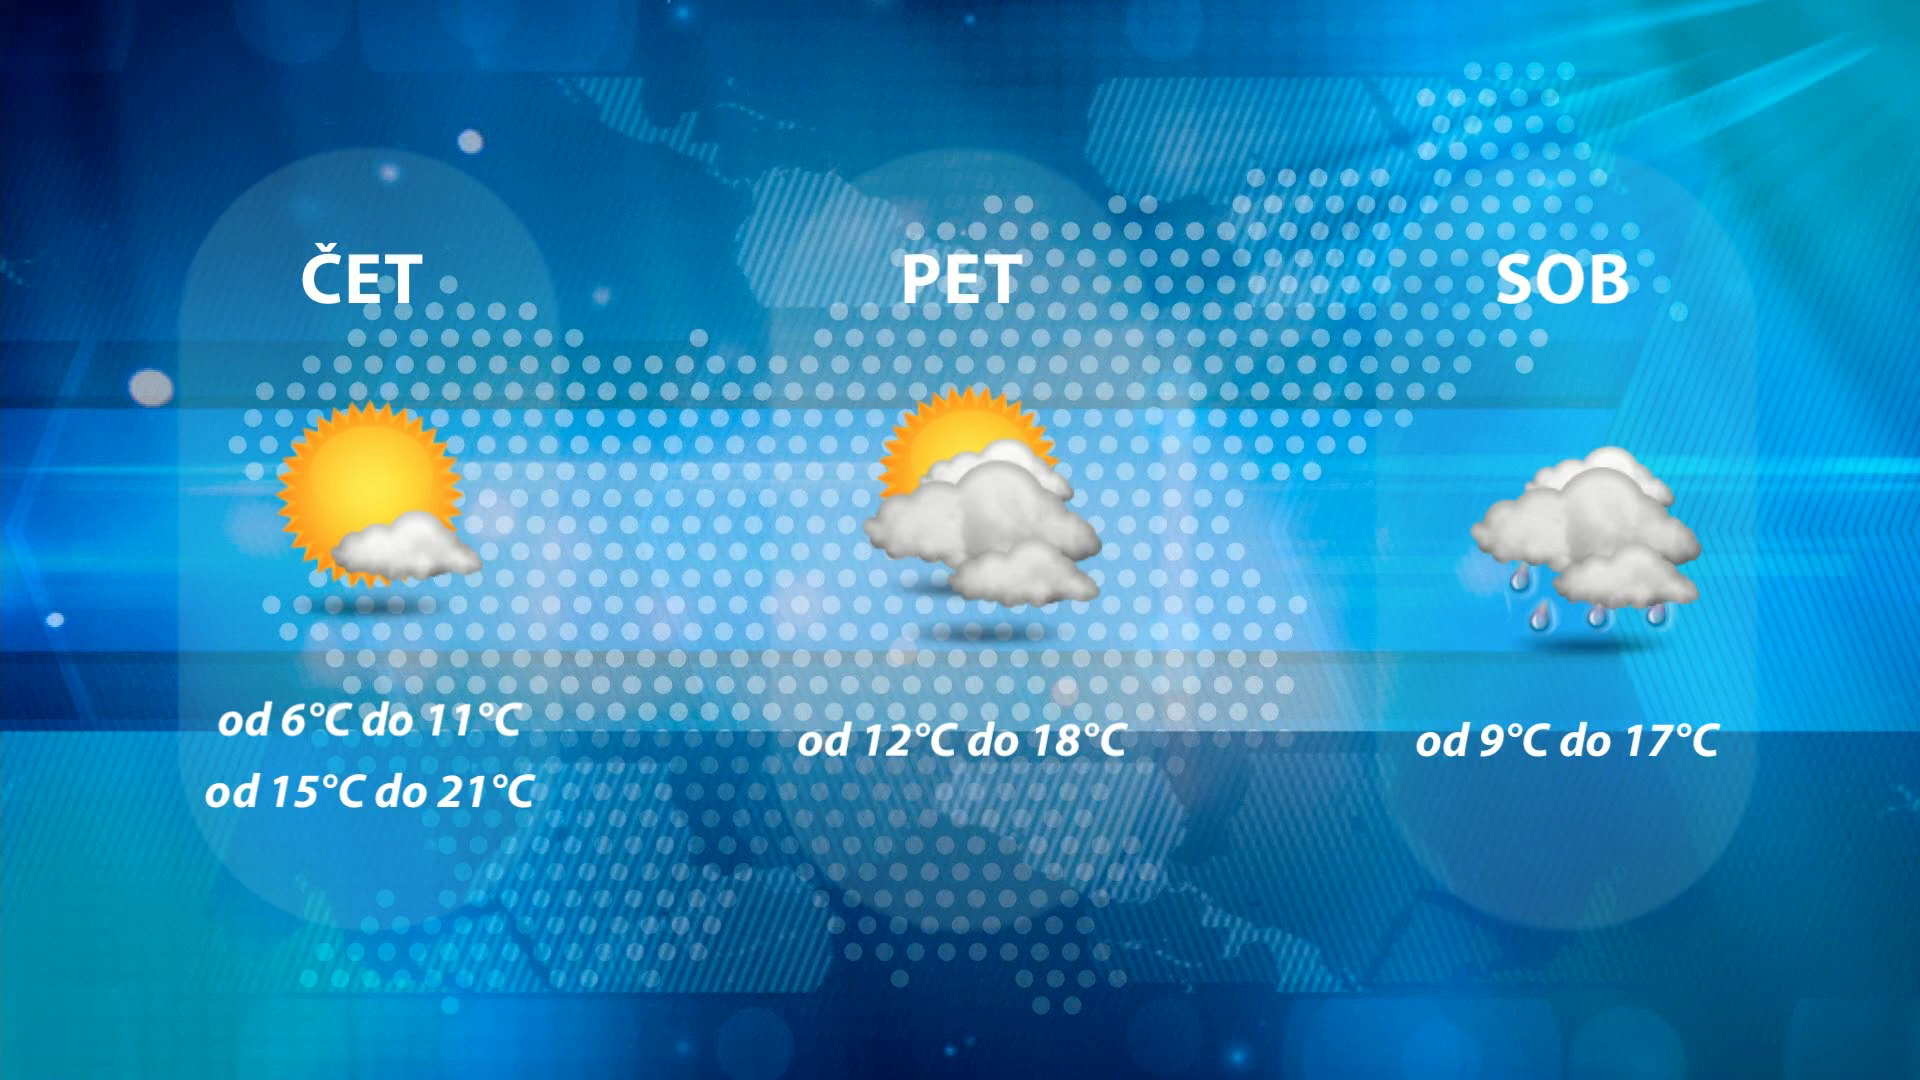 ČET
od 6°C do 11°C
od 15°C do 21°C
PET
od 12°C do 18°C
SOB
od 9°C do 17°C